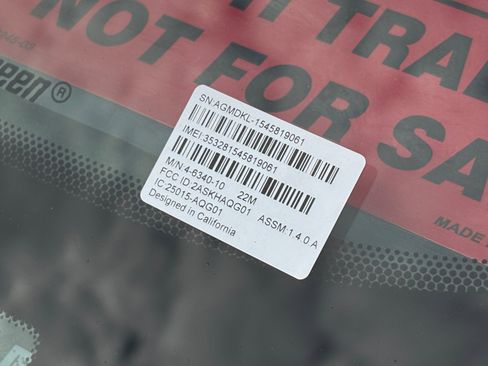 T TRA
NOT FOR SA
MADE
een®
SN:AGMDKL-1545819061
IMEI:353281545819061
M/N:4-6340-10 22M
FCC ID:2ASKHAQG01 ASSM:1.4.0.A
IC:25015-AQG01
Designed in California